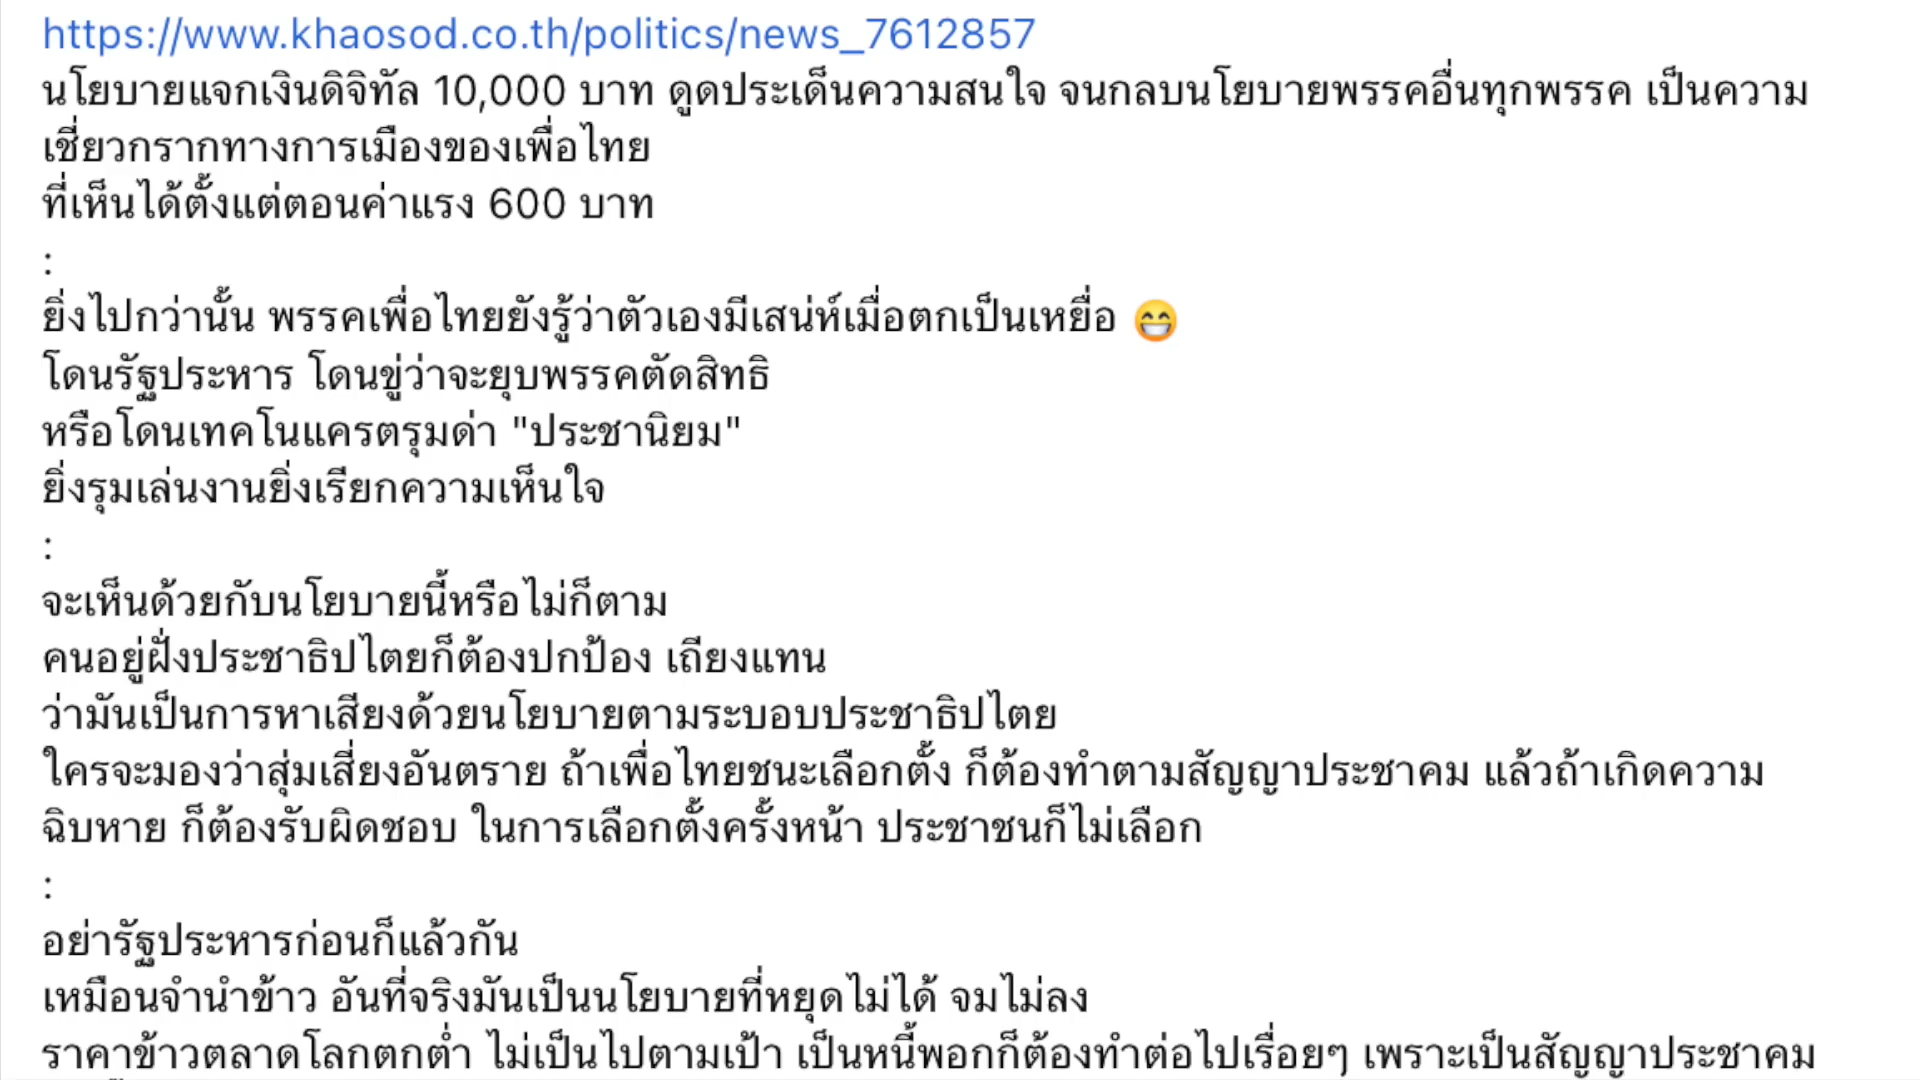 https://www.khaosod.co.th/politics/news_7612857
นโยบายแจกเงินดิจิทัล 10,000 บาท ดูดประเด็นความสนใจ จนกลบนโยบายพรรคอื่นทุกพรรค เป็นความ
เชี่ยวกรากทางการเมืองของเพื่อไทย
ที่เห็นได้ตั้งแต่ตอนค่าแรง 600 บาท
:
ยิ่งไปกว่านั้น พรรคเพื่อไทยยังรู้ว่าตัวเองมีเสน่ห์เมื่อตกเป็นเหยื่อ 😁
โดนรัฐประหาร โดนขู่ว่าจะยุบพรรคตัดสิทธิ
หรือโดนเทคโนแครตรุมด่า "ประชานิยม"
ยิ่งรุมเล่นงานยิ่งเรียกความเห็นใจ
:
จะเห็นด้วยกับนโยบายนี้หรือไม่ก็ตาม
คนอยู่ฝั่งประชาธิปไตยก็ต้องปกป้อง เถียงแทน
ว่ามันเป็นการหาเสียงด้วยนโยบายตามระบอบประชาธิปไตย
ใครจะมองว่าสุ่มเสี่ยงอันตราย ถ้าเพื่อไทยชนะเลือกตั้ง ก็ต้องทำตามสัญญาประชาคม แล้วถ้าเกิดความ
ฉิบหาย ก็ต้องรับผิดชอบ ในการเลือกตั้งครั้งหน้า ประชาชนก็ไม่เลือก
:
อย่ารัฐประหารก่อนก็แล้วกัน
เหมือนจำนำข้าว อันที่จริงมันเป็นนโยบายที่หยุดไม่ได้ จมไม่ลง
ราคาข้าวตลาดโลกตกต่ำ ไม่เป็นไปตามเป้า เป็นหนี้พอกก็ต้องทำต่อไปเรื่อยๆ เพราะเป็นสัญญาประชาคม